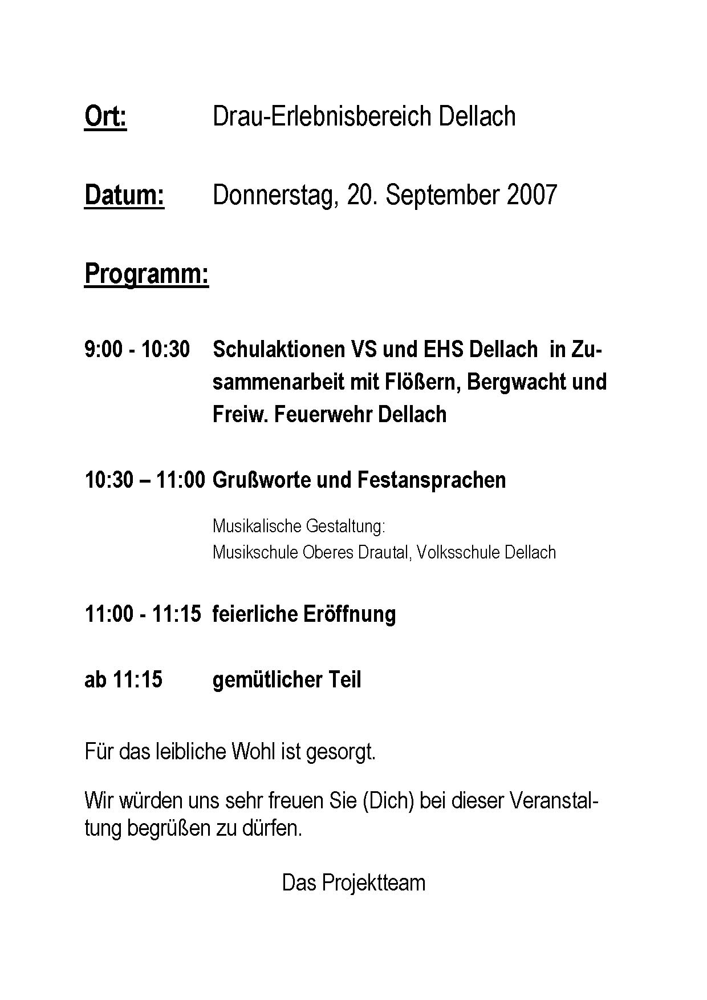 Ort: Drau-Erlebnisbereich Dellach
Datum: Donnerstag, 20. September 2007
Programm:
9:00 - 10:30 Schulaktionen VS und EHS Dellach in Zu-
sammenarbeit mit Flößern, Bergwacht und
Freiw. Feuerwehr Dellach
10:30 – 11:00 Grußworte und Festansprachen
Musikalische Gestaltung:
Musikschule Oberes Drautal, Volksschule Dellach
11:00 - 11:15 feierliche Eröffnung
ab 11:15 gemütlicher Teil
Für das leibliche Wohl ist gesorgt.
Wir würden uns sehr freuen Sie (Dich) bei dieser Veranstal-
tung begrüßen zu dürfen.
Das Projektteam